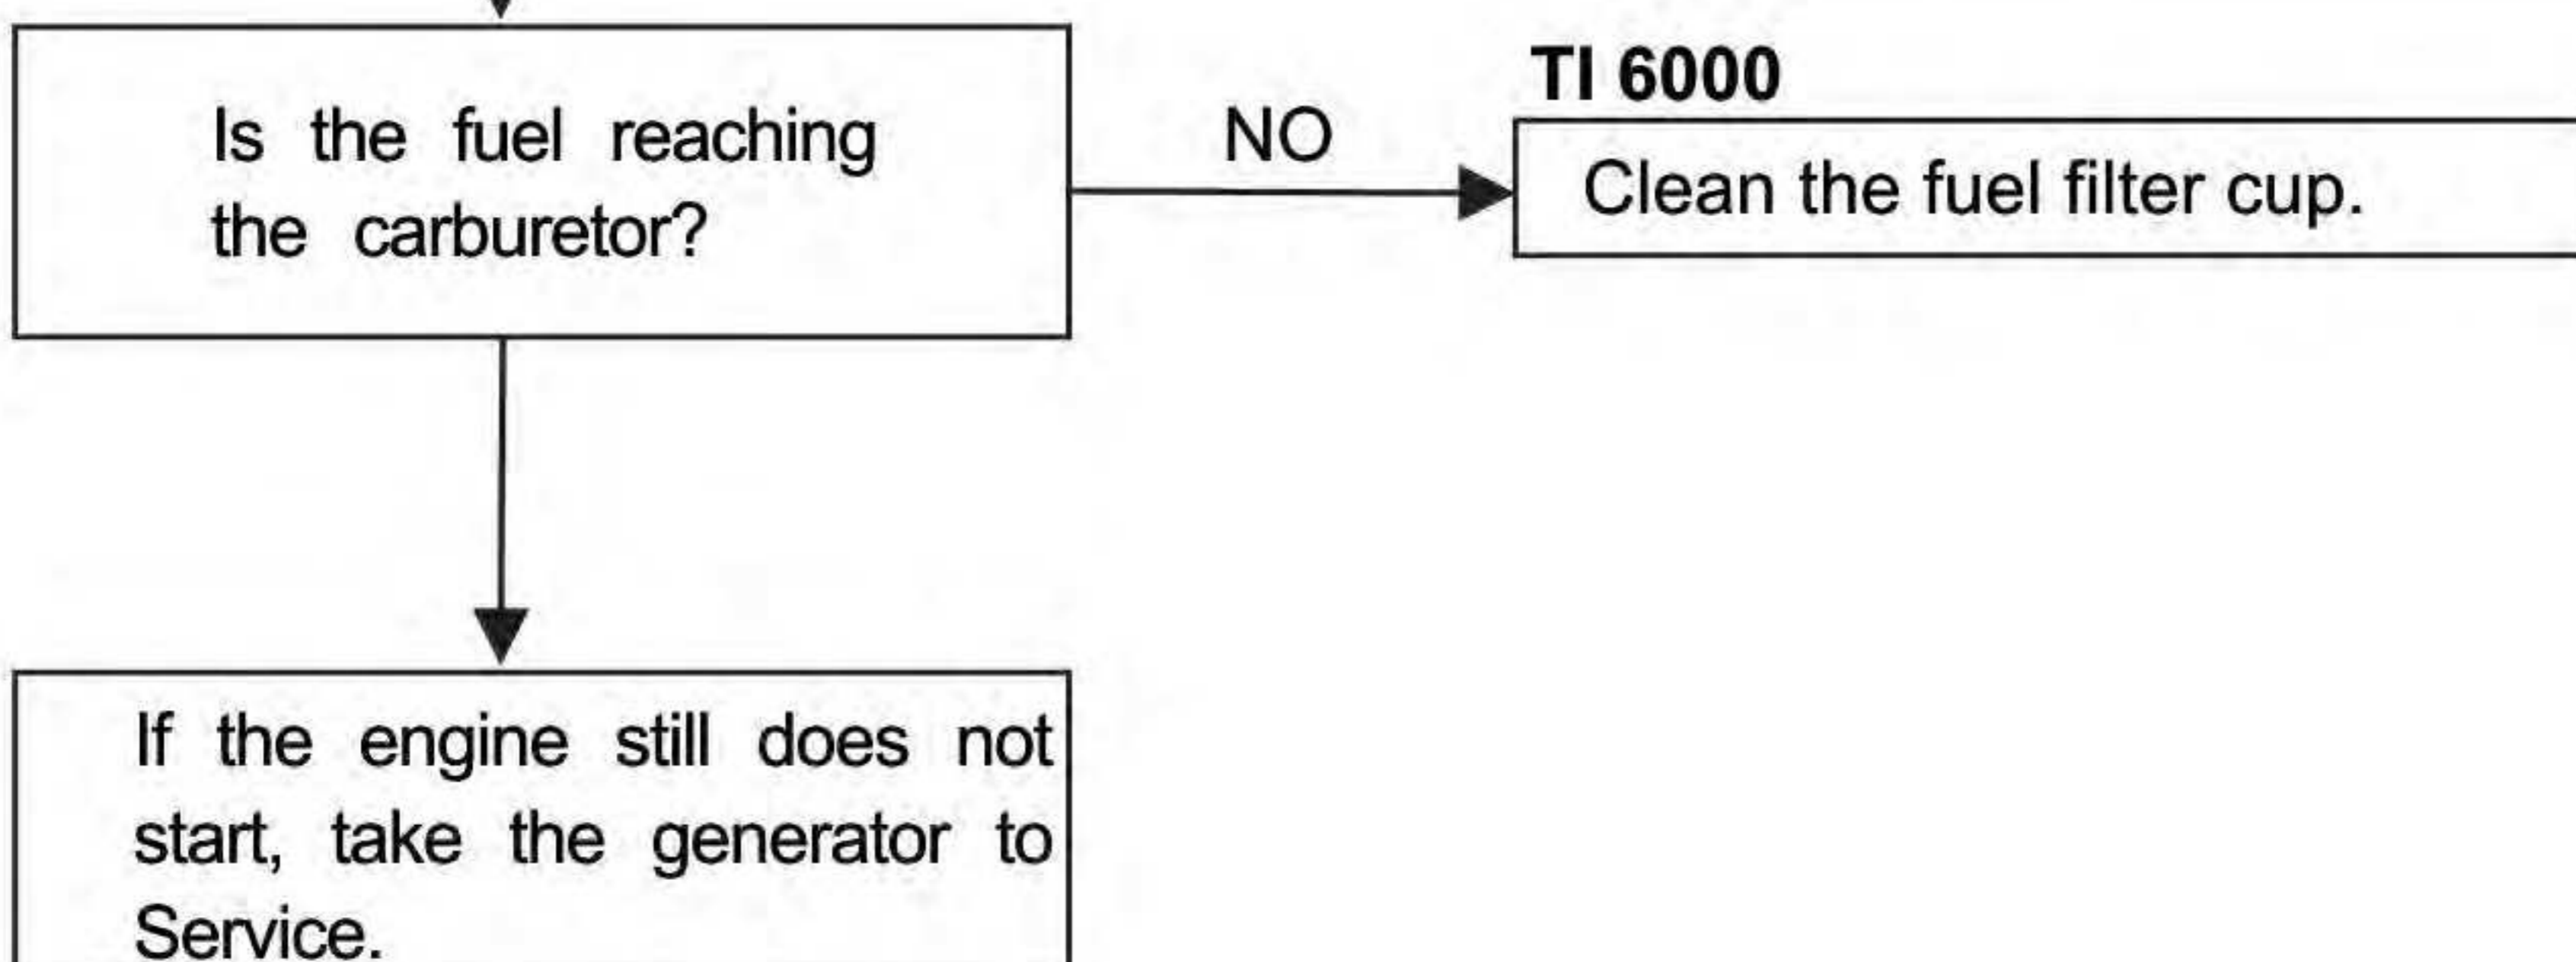 Is the fuel reaching
the carburetor?
NO
TI 6000
Clean the fuel filter cup.
If the engine still does not
start, take the generator to
Service.